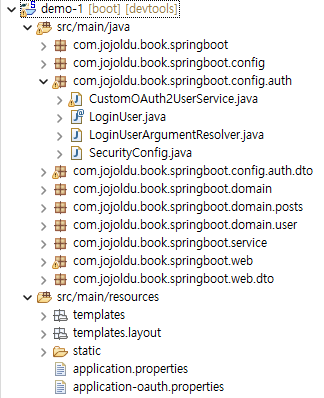 demo-1 [boot] [devtools]
src/main/java
com.jojoldu.book.springboot
com.jojoldu.book.springboot.config
com.jojoldu.book.springboot.config.auth
CustomOAuth2UserService.java
LoginUser.java
LoginUserArgumentResolver.java
SecurityConfig.java
com.jojoldu.book.springboot.config.auth.dto
com.jojoldu.book.springboot.domain
com.jojoldu.book.springboot.domain.posts
com.jojoldu.book.springboot.domain.user
com.jojoldu.book.springboot.service
com.jojoldu.book.springboot.web
com.jojoldu.book.springboot.web.dto
src/main/resources
templates
templates.layout
static
application.properties
application-oauth.properties